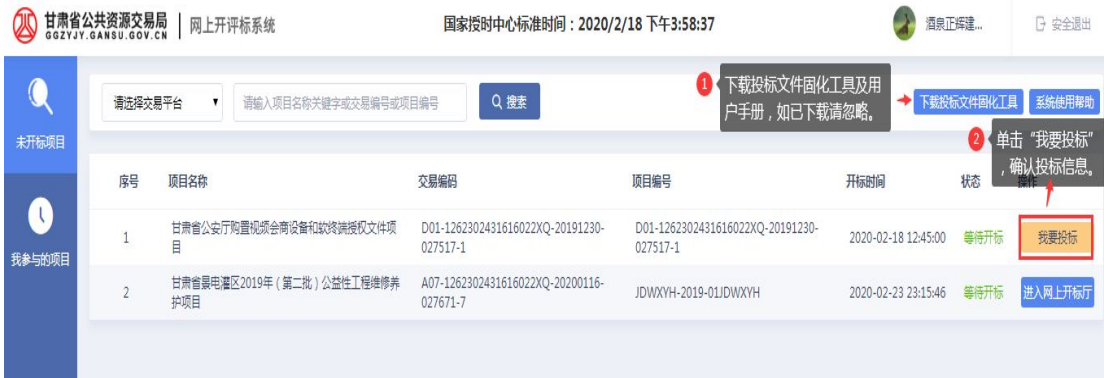 甘肃省公共资源交易局
GGZYJY.GANSU.GOV.CN
网上开评标系统
国家授时中心标准时间：2020/2/18 下午3:58:37
酒泉正辉建...
安全退出
未开标项目
我参与的项目
请选择交易平台
请输入项目名称关键字或交易编号或项目编号
搜索
1
下载投标文件固化工具及用
户手册，如已下载请忽略。
下载投标文件固化工具
系统使用帮助
2
单击“我要投标”
，确认投标信息。
序号 项目名称 交易编码 项目编号 开标时间 状态 操作
1
甘肃省公安厅购置视频会商设备和软终端授权文件项
目
D01-12623024316​16022XQ-20191230-
027517-1
D01-1262302431616022XQ-20191230-
027517-1
2020-02-18 12:45:00
等待开标
我要投标
2
甘肃省景电灌区2019年（第二批）公益性工程维修养
护项目
A07-1262302431616022XQ-20200116-
027671-7
JDWXYH-2019-01JDWXYH
2020-02-23 23:15:46
等待开标
进入网上开标厅